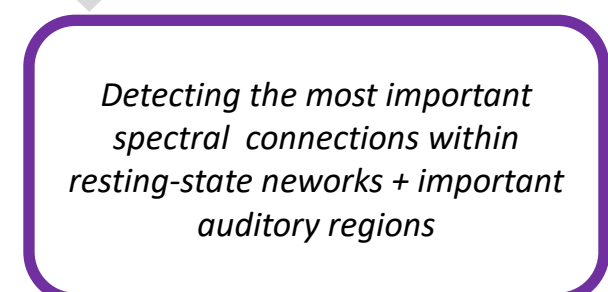 Detecting the most important
spectral  connections within
resting-state neworks + important
auditory regions